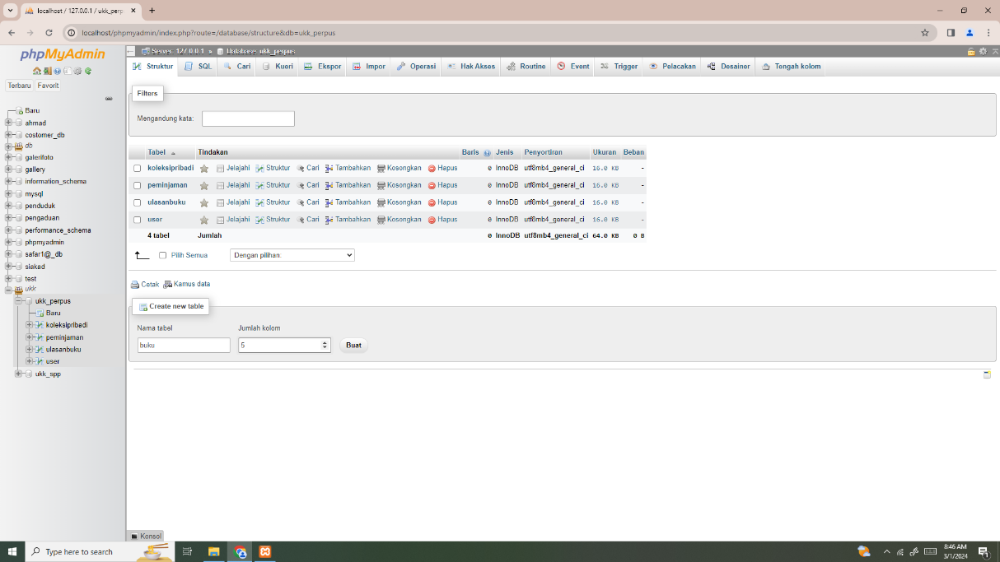 localhost / 127.0.0.1 / ukk_perp
localhost/phpmyadmin/index.php?route=/database/structure&db=ukk_perpus
phpMyAdmin
Terbaru Favorit
Baru
ahmad
costomer_db
db
galerifoto
gallery
information_schema
mysql
penduduk
pengaduan
performance_schema
phpmyadmin
safar1@_db
siakad
test
ukk
ukk_perpus
Baru
koleksipribadi
peminjaman
ulasanbuku
user
ukk_spp
Server: 127.0.0.1 » Database: ukk_perpus
Struktur SQL Cari Kueri Ekspor Impor Operasi Hak Akses Routine Event Trigger Pelacakan Desainer Tengah kolom
Filters
Mengandung kata:
Tabel Tindakan Baris Jenis Penyortiran Ukuran Beban
koleksipribadi Jelajahi Struktur Cari Tambahkan Kosongkan Hapus 0 InnoDB utf8mb4_general_ci 16.0 KB -
peminjaman Jelajahi Struktur Cari Tambahkan Kosongkan Hapus 0 InnoDB utf8mb4_general_ci 16.0 KB -
ulasanbuku Jelajahi Struktur Cari Tambahkan Kosongkan Hapus 0 InnoDB utf8mb4_general_ci 16.0 KB -
user Jelajahi Struktur Cari Tambahkan Kosongkan Hapus 0 InnoDB utf8mb4_general_ci 16.0 KB -
4 tabel Jumlah 0 InnoDB utf8mb4_general_ci 64.0 KB 0 B
Pilih Semua Dengan pilihan:
Cetak Kamus data
Create new table
Nama tabel Jumlah kolom
buku 5 Buat
Konsol
Type here to search
8:46 AM
3/1/2024
1